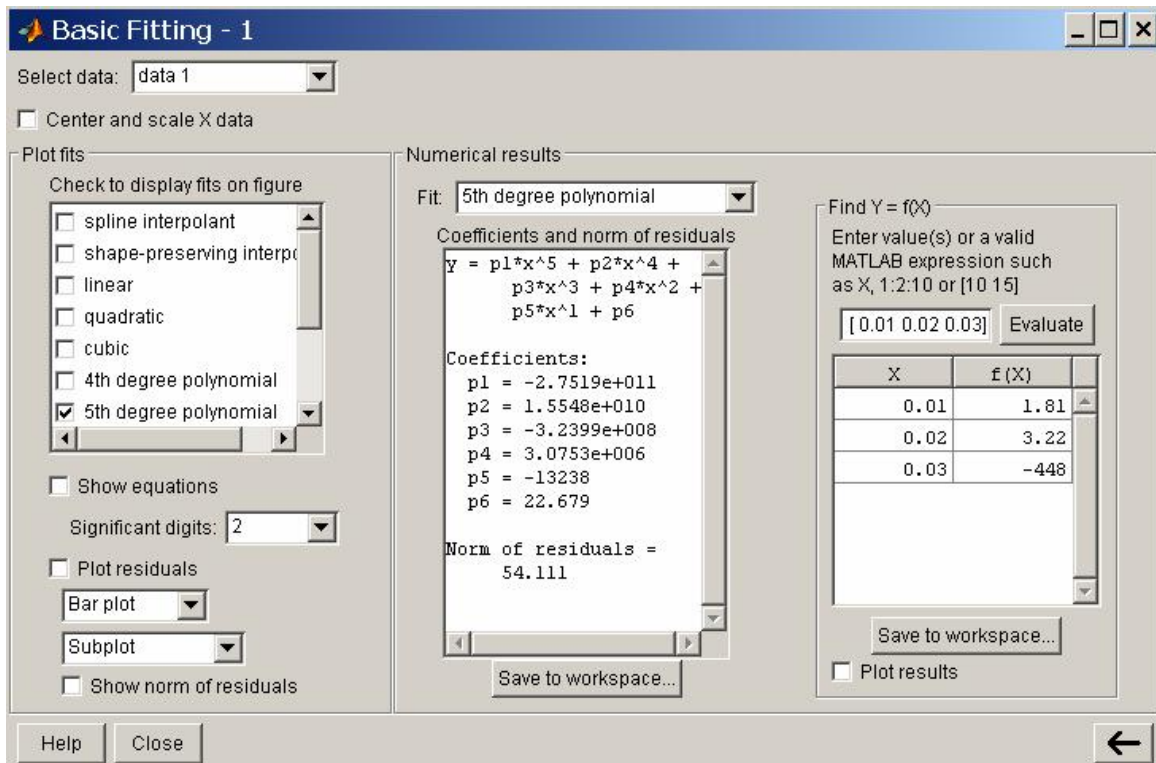 Basic Fitting - 1
Select data: data 1
Center and scale X data
Plot fits
Check to display fits on figure
spline interpolant
shape-preserving interpo
linear
quadratic
cubic
4th degree polynomial
5th degree polynomial
Show equations
Significant digits: 2
Plot residuals
Bar plot
Subplot
Show norm of residuals
Numerical results
Fit: 5th degree polynomial
Coefficients and norm of residuals
y = p1*x^5 + p2*x^4 +
p3*x^3 + p4*x^2 +
p5*x^1 + p6
Coefficients:
p1 = -2.7519e+011
p2 = 1.5548e+010
p3 = -3.2399e+008
p4 = 3.0753e+006
p5 = -13238
p6 = 22.679
Norm of residuals =
54.111
Save to workspace...
Find Y = f(X)
Enter value(s) or a valid
MATLAB expression such
as X, 1:2:10 or [10 15]
[ 0.01 0.02 0.03] Evaluate
X f (X)
0.01 1.81
0.02 3.22
0.03 -448
Save to workspace...
Plot results
Help Close